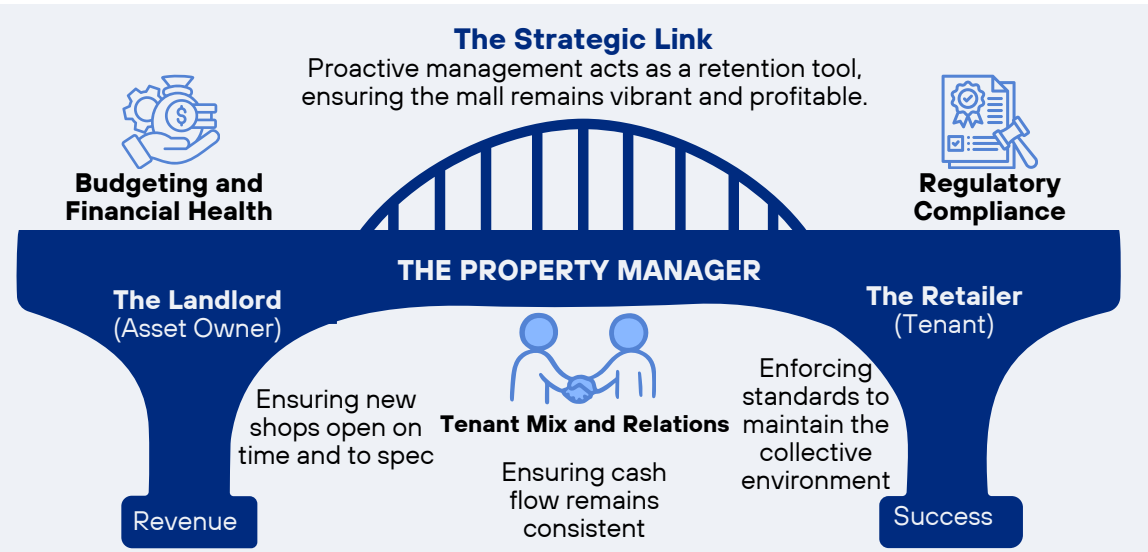 The Strategic Link
Proactive management acts as a retention tool,
ensuring the mall remains vibrant and profitable.
Budgeting and
Financial Health
Regulatory
Compliance
THE PROPERTY MANAGER
The Landlord
(Asset Owner)
The Retailer
(Tenant)
Ensuring new
shops open on
time and to spec
Tenant Mix and Relations
Ensuring cash
flow remains
consistent
Enforcing
standards to
maintain the
collective
environment
Revenue
Success